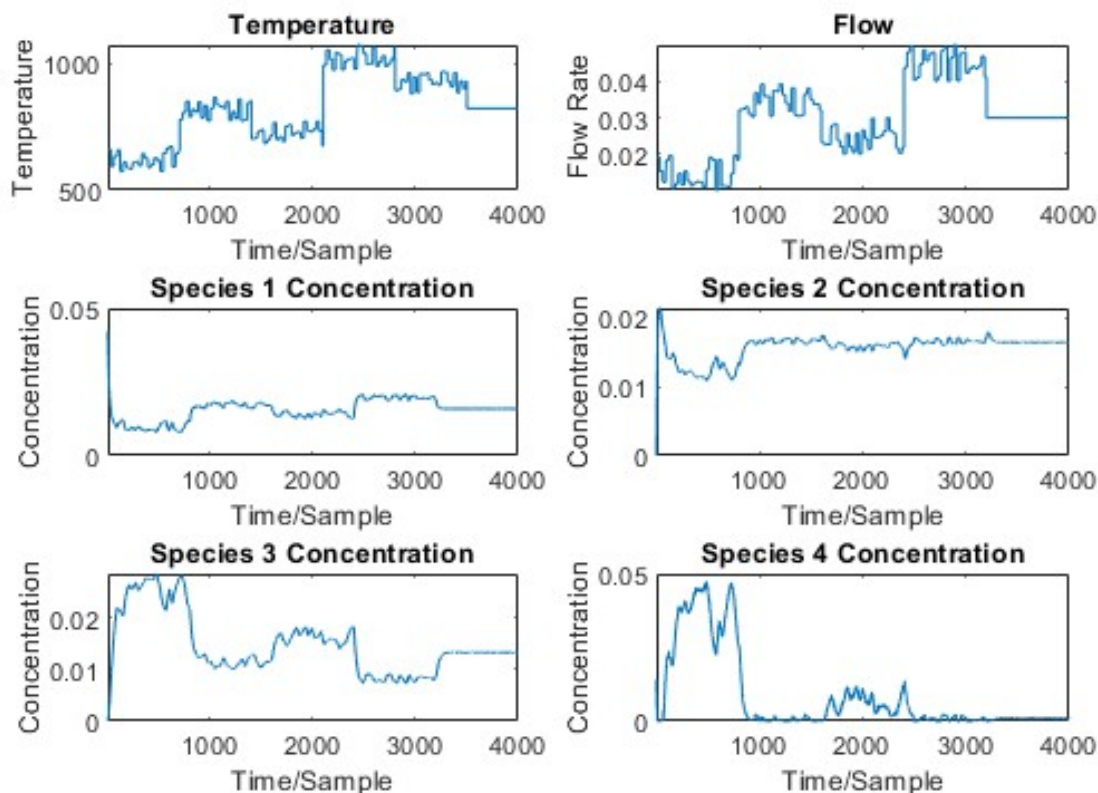 Temperature
Temperature
1000
500
1000 2000 3000 4000
Time/Sample
Flow
Flow Rate
0.04
0.03
0.02
1000 2000 3000 4000
Time/Sample
Species 1 Concentration
Concentration
0.05
0
1000 2000 3000 4000
Time/Sample
Species 2 Concentration
Concentration
0.02
0.01
0
1000 2000 3000 4000
Time/Sample
Species 3 Concentration
Concentration
0.02
0.01
0
1000 2000 3000 4000
Time/Sample
Species 4 Concentration
Concentration
0.05
0
1000 2000 3000 4000
Time/Sample